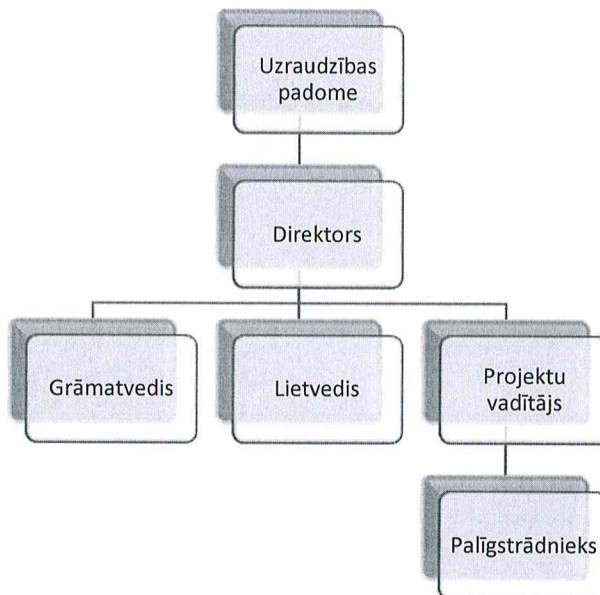 Uzraudzības
padome
Direktors
Grāmatvedis
Lietvedis
Projektu
vadītājs
Palīgstrādnieks